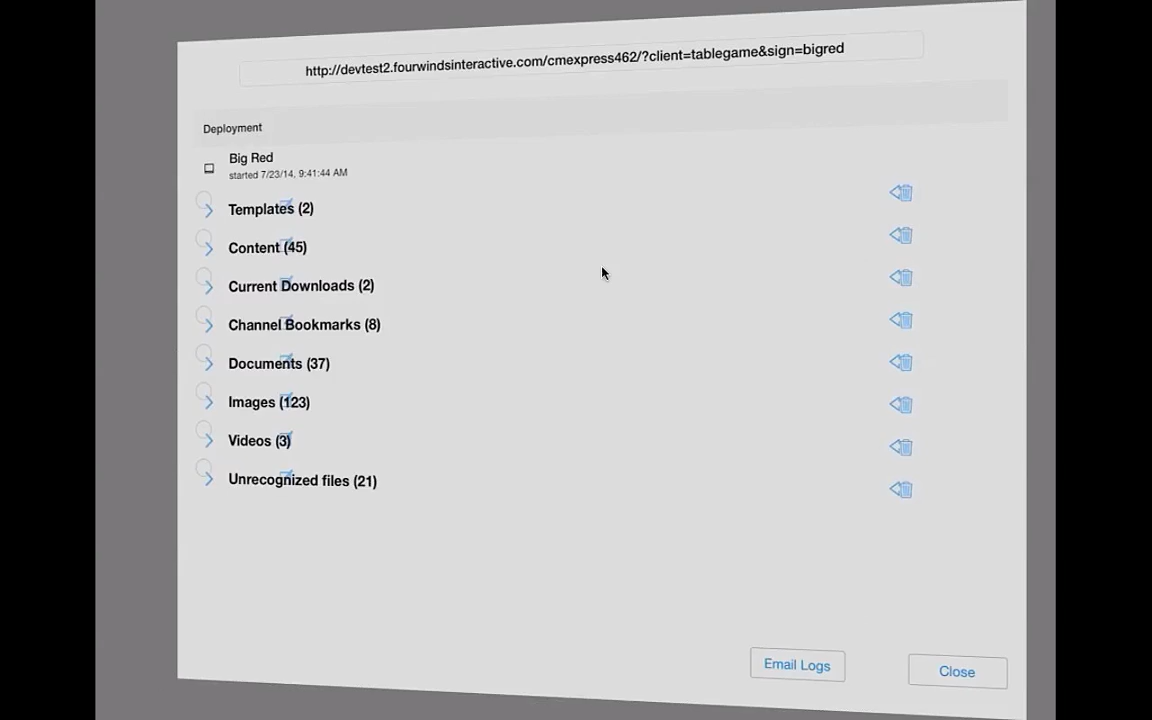 http://devtest2.fourwindsinteractive.com/cmexpress462/?client=tablegame&sign=bigred
Deployment
Big Red
started 7/23/14, 9:41:44 AM
Templates (2)
Content (45)
Current Downloads (2)
Channel Bookmarks (8)
Documents (37)
Images (123)
Videos (3)
Unrecognized files (21)
Email Logs
Close